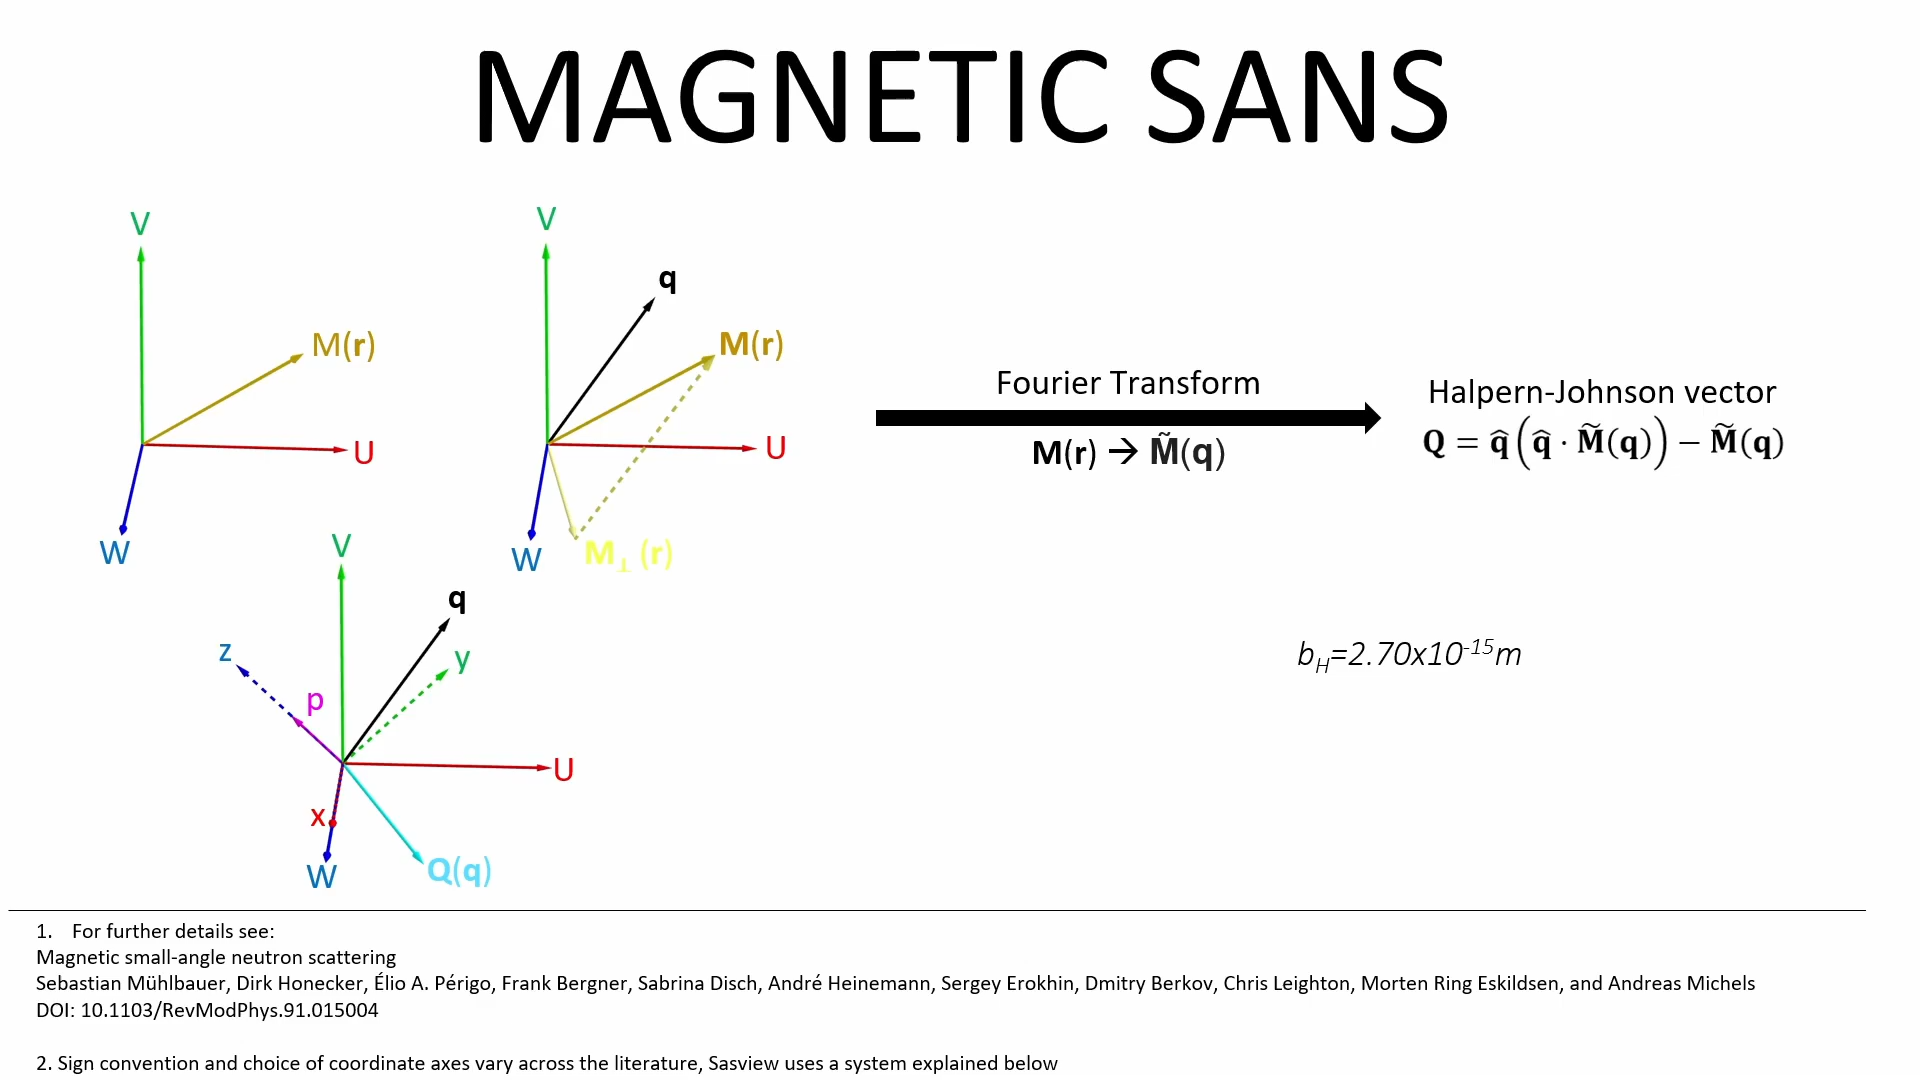 MAGNETIC SANS
V
M(r)
U
W
V
q
M(r)
U
W
M⊥(r)
Fourier Transform
M(r) → M̃(q)
Halpern-Johnson vector
Q = q̂(q̂ · M̃(q)) − M̃(q)
V
q
z
y
p
U
x
W
Q(q)
b_H=2.70x10⁻¹⁵m
1. For further details see:
Magnetic small-angle neutron scattering
Sebastian Mühlbauer, Dirk Honecker, Élio A. Périgo, Frank Bergner, Sabrina Disch, André Heinemann, Sergey Erokhin, Dmitry Berkov, Chris Leighton, Morten Ring Eskildsen, and Andreas Michels
DOI: 10.1103/RevModPhys.91.015004
2. Sign convention and choice of coordinate axes vary across the literature, Sasview uses a system explained below